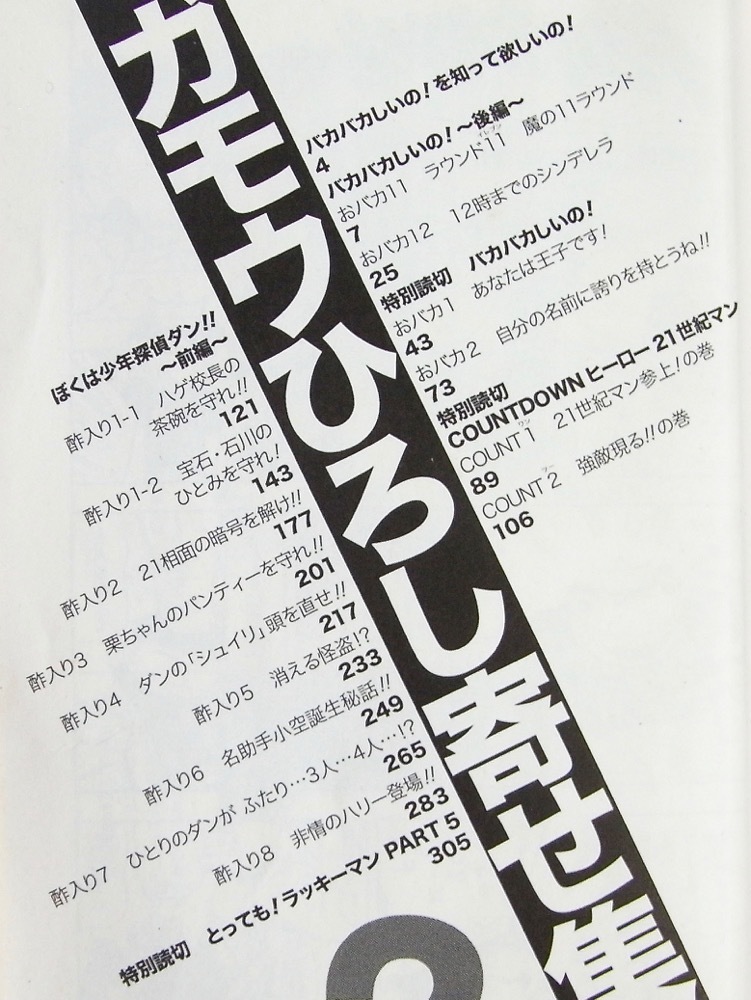 ガモウひろし寄せ集
バカバカしいの!を知って欲しいの!
4
バカバカしいの!〜後編〜
おバカ11 ラウンド11 魔の11ラウンド
イレブン
7
おバカ12 12時までのシンデレラ
25
特別読切 バカバカしいの!
おバカ1 あなたは王子です!
43
おバカ2 自分の名前に誇りを持とうね!!
73
特別読切
COUNTDOWNヒーロー21世紀マン
COUNT1 21世紀マン参上!の巻
ワン
89
COUNT2 強敵現る!!の巻
ツー
106
ぼくは少年探偵ダン!!
〜前編〜
酢入り1-1 ハゲ校長の
茶碗を守れ!!
121
酢入り1-2 宝石・石川の
ひとみを守れ!
143
酢入り2 21相面の暗号を解け!!
177
酢入り3 栗ちゃんのパンティーを守れ!!
201
酢入り4 ダンの「シュイリ」頭を直せ!!
217
酢入り5 消える怪盗!?
233
酢入り6 名助手小空誕生秘話!!
249
酢入り7 ひとりのダンが ふたり…3人…4人…!?
265
酢入り8 非情のハリー登場!!
283
特別読切 とっても!ラッキーマン PART 5
305